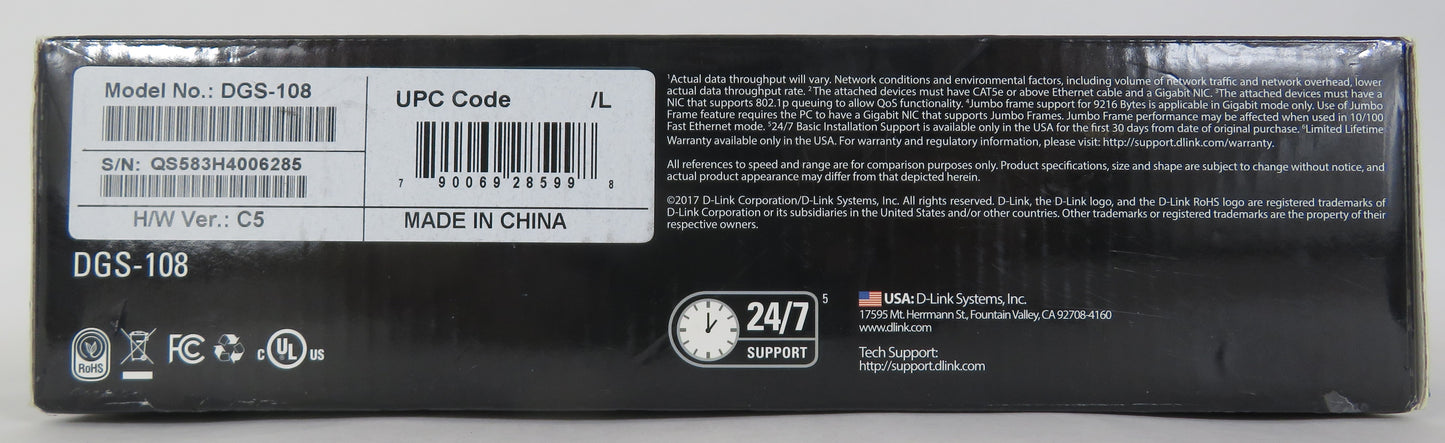 Model No.: DGS-108
S/N: QS583H4006285
H/W Ver.: C5
UPC Code /L
7 90069 28599 8
MADE IN CHINA
DGS-108
RoHS
FC
c UL us
¹Actual data throughput will vary. Network conditions and environmental factors, including volume of network traffic and network overhead, lower
actual data throughput rate. ²The attached devices must have CAT5e or above Ethernet cable and a Gigabit NIC. ³The attached devices must have a
NIC that supports 802.1p queuing to allow QoS functionality. ⁴Jumbo frame support for 9216 Bytes is applicable in Gigabit mode only. Use of Jumbo
Frame feature requires the PC to have a Gigabit NIC that supports Jumbo Frames. Jumbo Frame performance may be affected when used in 10/100
Fast Ethernet mode. ⁵24/7 Basic Installation Support is available only in the USA for the first 30 days from date of original purchase. ⁶Limited Lifetime
Warranty available only in the USA. For warranty and regulatory information, please visit: http://support.dlink.com/warranty.
All references to speed and range are for comparison purposes only. Product specifications, size and shape are subject to change without notice, and
actual product appearance may differ from that depicted herein.
©2017 D-Link Corporation/D-Link Systems, Inc. All rights reserved. D-Link, the D-Link logo, and the D-Link RoHS logo are registered trademarks of
D-Link Corporation or its subsidiaries in the United States and/or other countries. Other trademarks or registered trademarks are the property of their
respective owners.
24/7 ⁵
SUPPORT
USA: D-Link Systems, Inc.
17595 Mt. Herrmann St., Fountain Valley, CA 92708-4160
www.dlink.com
Tech Support:
http://support.dlink.com